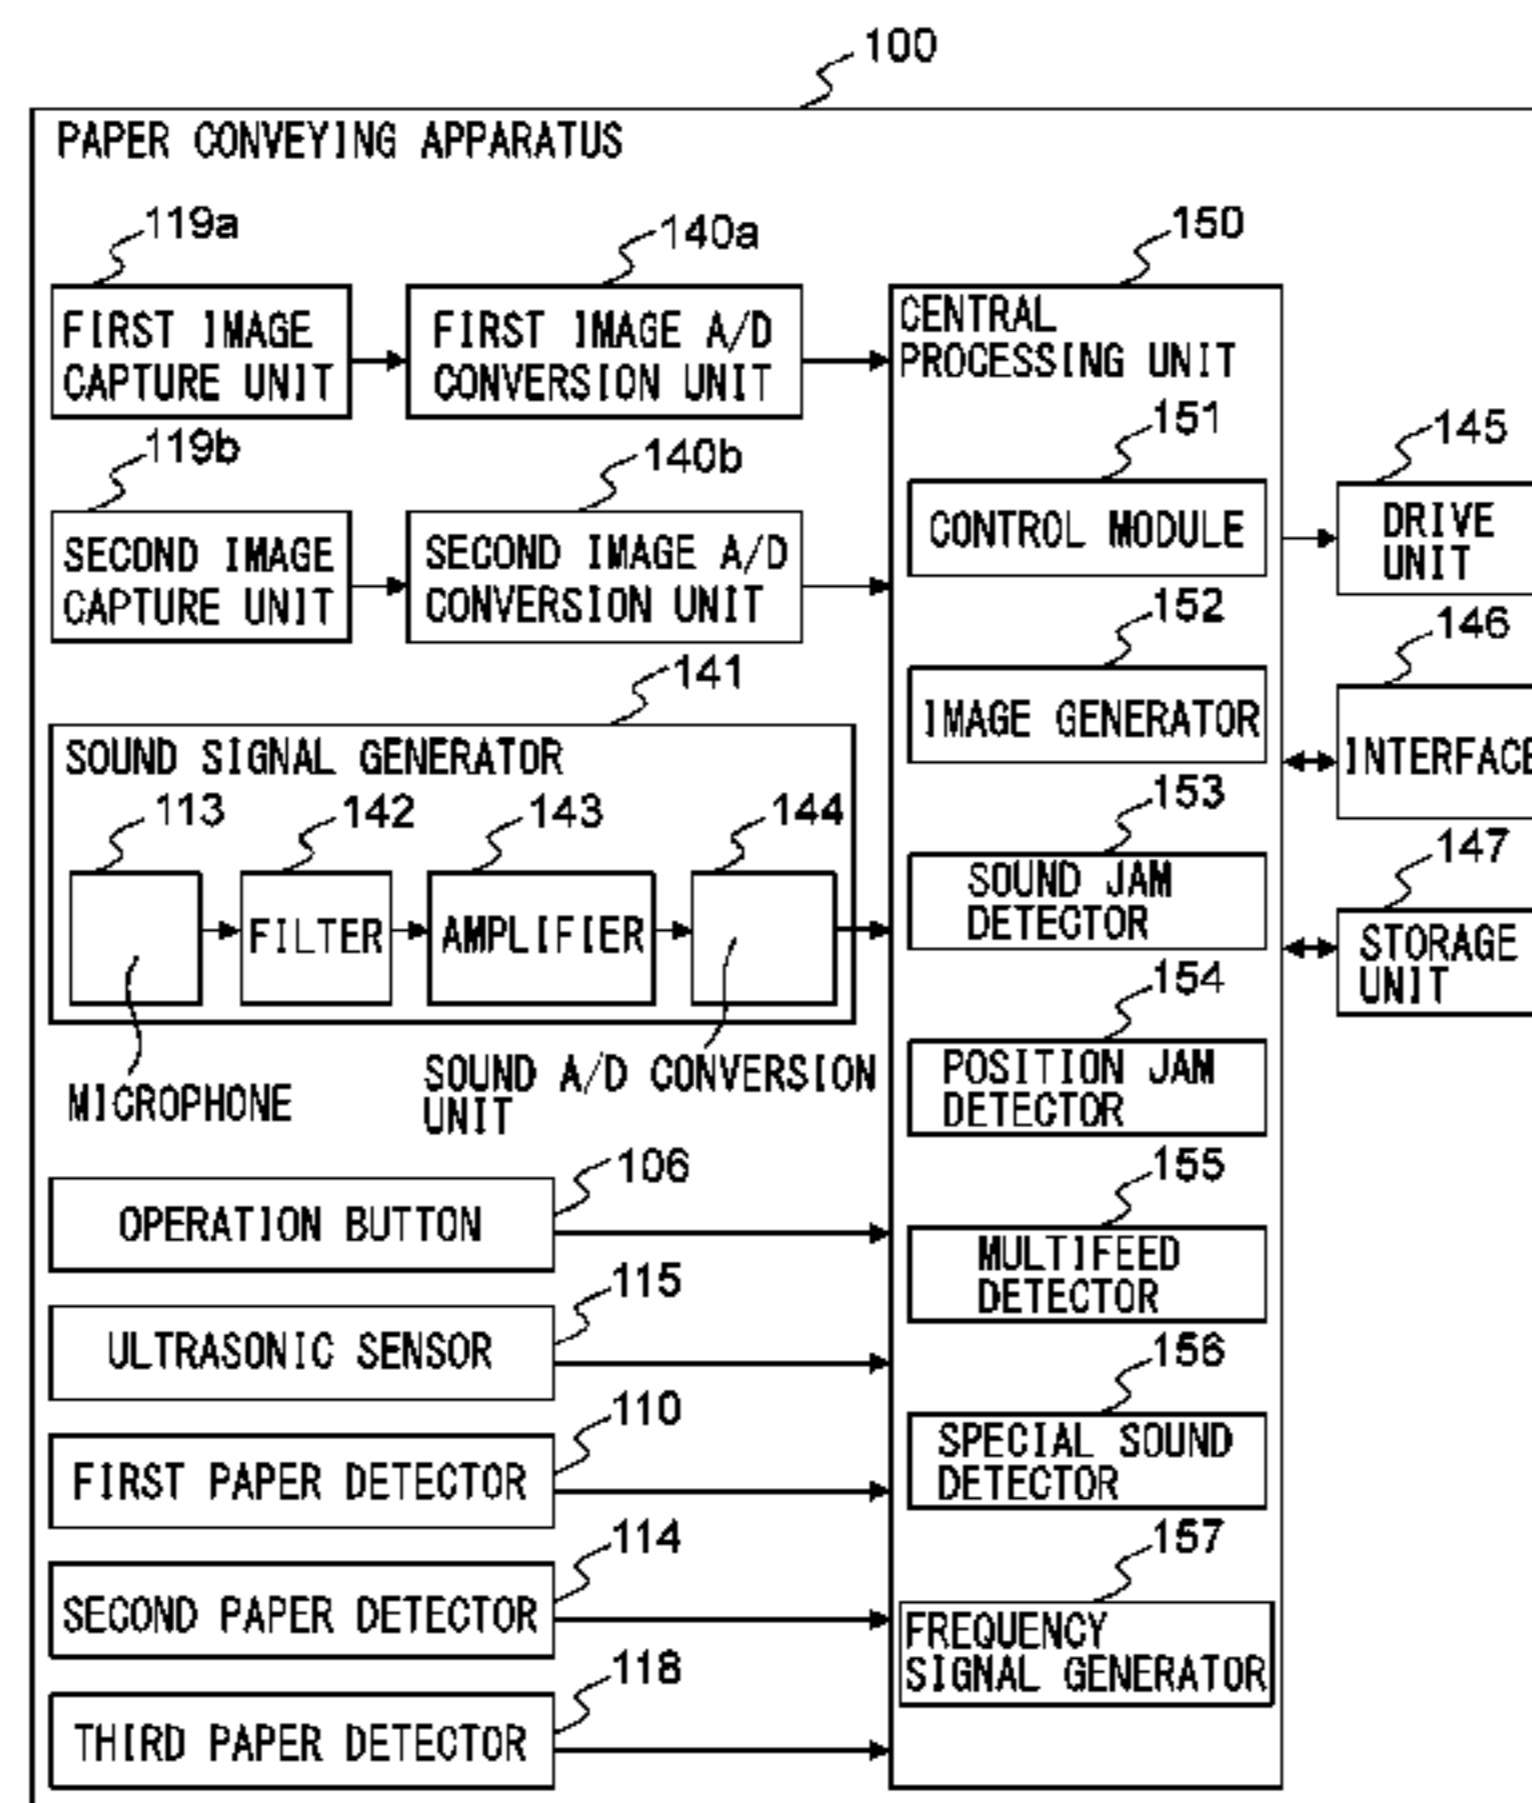 100
PAPER CONVEYING APPARATUS
119a
140a
150
FIRST IMAGE
CAPTURE UNIT
FIRST IMAGE A/D
CONVERSION UNIT
CENTRAL
PROCESSING UNIT
119b
140b
151
145
SECOND IMAGE
CAPTURE UNIT
SECOND IMAGE A/D
CONVERSION UNIT
CONTROL MODULE
DRIVE
UNIT
141
152
146
SOUND SIGNAL GENERATOR
IMAGE GENERATOR
INTERFACE
113
142
143
144
153
147
FILTER
AMPLIFIER
SOUND JAM
DETECTOR
STORAGE
UNIT
MICROPHONE
SOUND A/D CONVERSION
UNIT
154
POSITION JAM
DETECTOR
106
OPERATION BUTTON
155
MULTIFEED
DETECTOR
115
ULTRASONIC SENSOR
156
SPECIAL SOUND
DETECTOR
110
FIRST PAPER DETECTOR
114
SECOND PAPER DETECTOR
157
FREQUENCY
SIGNAL GENERATOR
118
THIRD PAPER DETECTOR